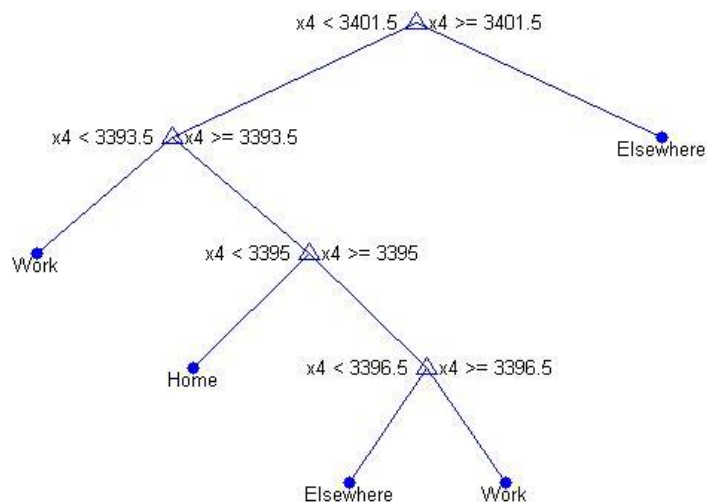 x4 < 3401.5 x4 >= 3401.5
x4 < 3393.5 x4 >= 3393.5
Elsewhere
Work
x4 < 3395 x4 >= 3395
Home
x4 < 3396.5 x4 >= 3396.5
Elsewhere
Work